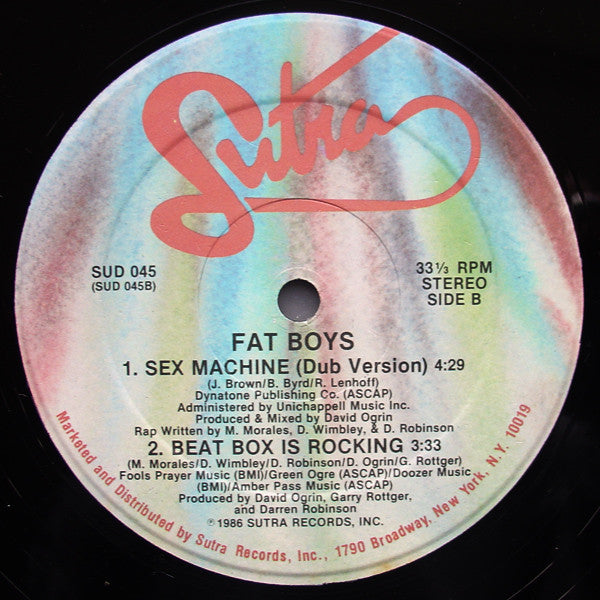 Sutra
SUD 045
(SUD 045B)
33⅓ RPM
STEREO
SIDE B
FAT BOYS
1. SEX MACHINE (Dub Version) 4:29
(J. Brown/B. Byrd/R. Lenhoff)
Dynatone Publishing Co. (ASCAP)
Administered by Unichappell Music Inc.
Produced & Mixed by David Ogrin
Rap Written by M. Morales, D. Wimbley, & D. Robinson
2. BEAT BOX IS ROCKING 3:33
(M. Morales/D. Wimbley/D. Robinson/D. Ogrin/G. Rottger)
Fools Prayer Music (BMI)/Green Ogre (ASCAP)/Doozer Music
(BMI)/Amber Pass Music (ASCAP)
Produced by David Ogrin, Garry Rottger,
and Darren Robinson
℗ 1986 SUTRA RECORDS, INC.
Marketed and Distributed by Sutra Records, Inc., 1790 Broadway, New York, N.Y. 10019